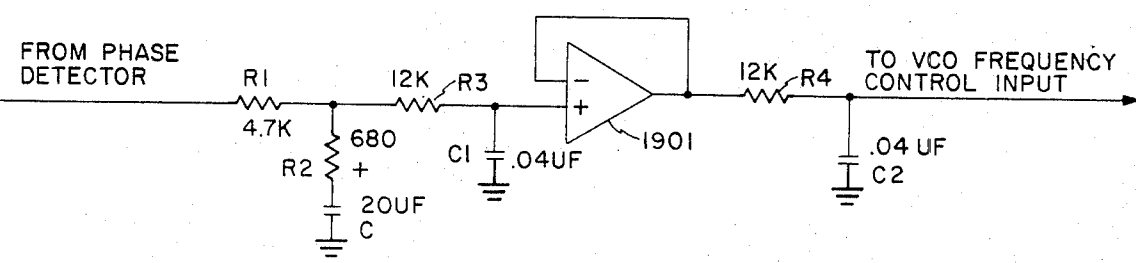 FROM PHASE
DETECTOR
R1
4.7K
R2
680
+
20UF
C
12K
R3
C1
.04UF
−
+
1901
12K
R4
TO VCO FREQUENCY
CONTROL INPUT
.04 UF
C2